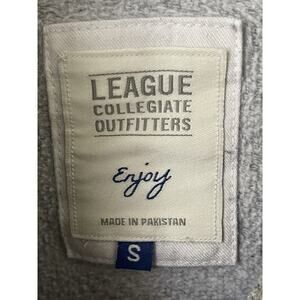 LEAGUE
COLLEGIATE
OUTFITTERS
Enjoy
MADE IN PAKISTAN
S